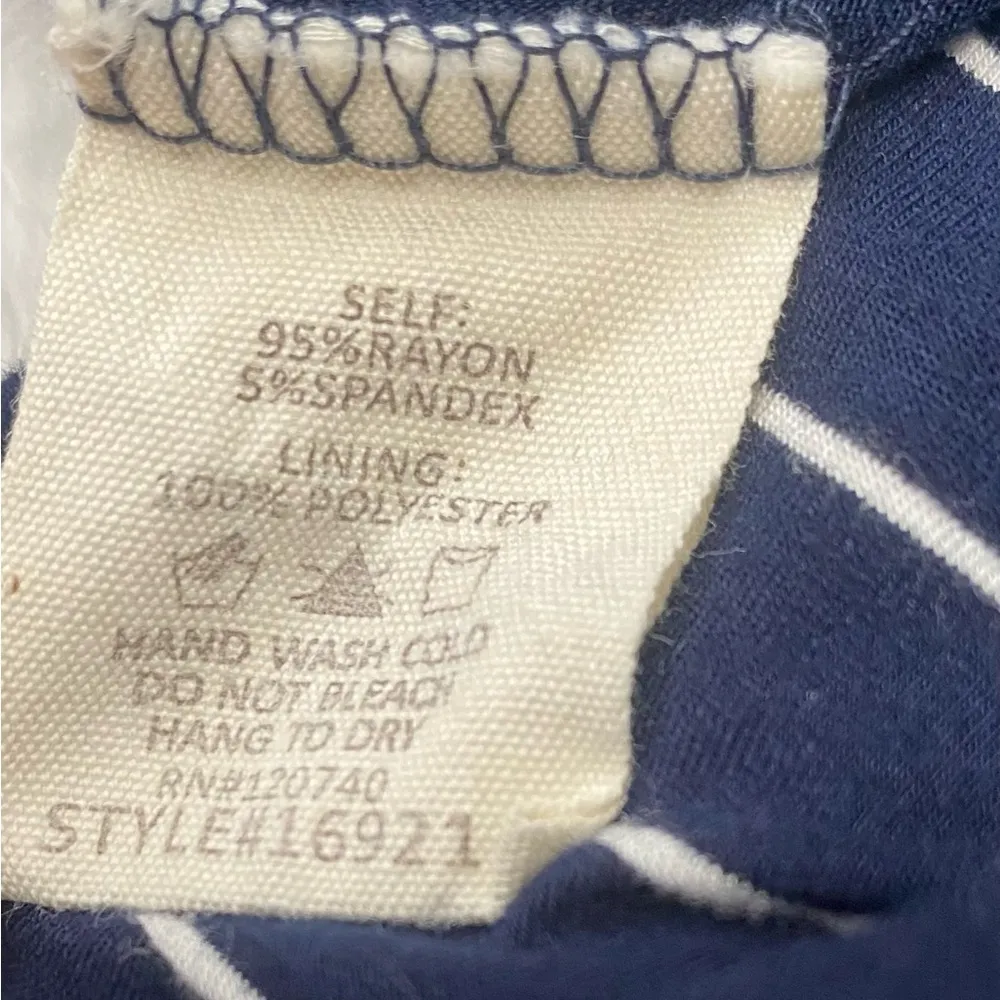 SELF:
95%RAYON
5%SPANDEX
LINING:
100% POLYESTER
HAND WASH COLD
DO NOT BLEACH
HANG TO DRY
RN#120740
STYLE#16921